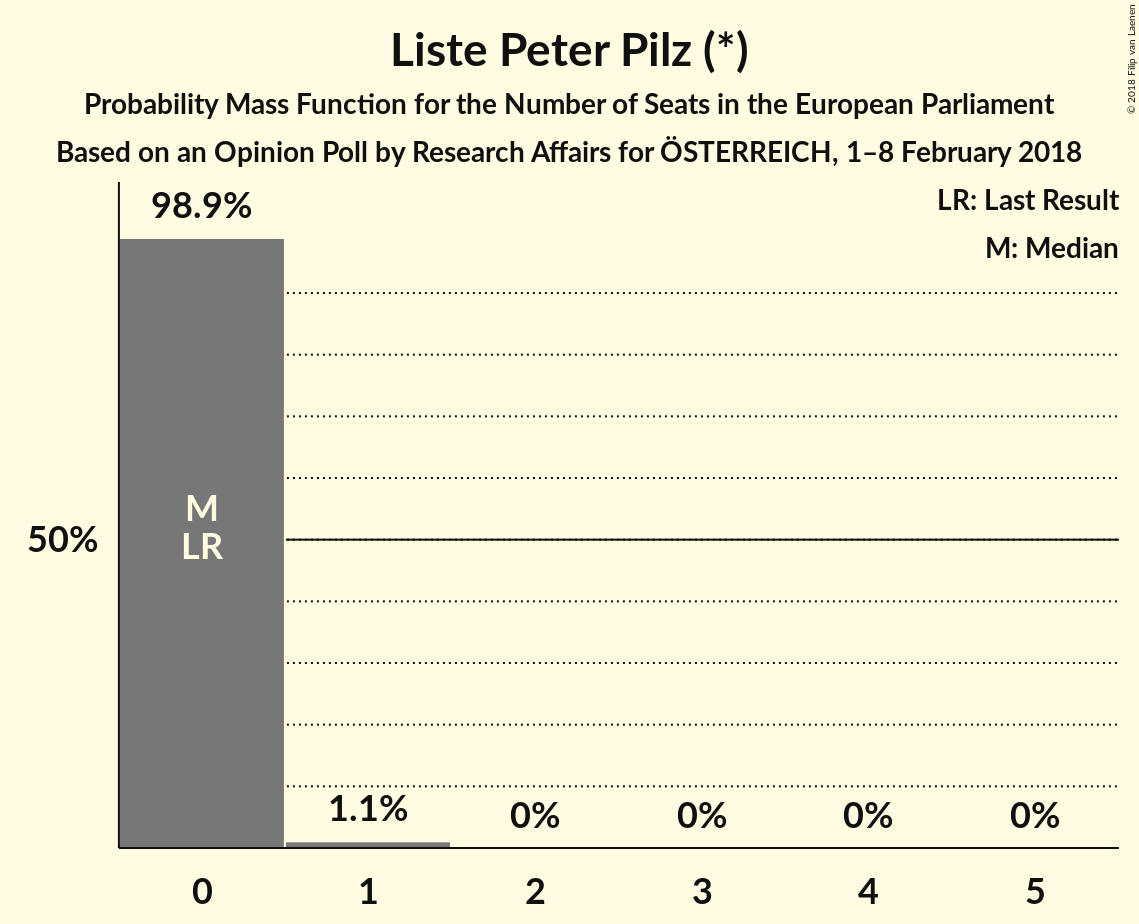 Liste Peter Pilz (*)
Probability Mass Function for the Number of Seats in the European Parliament
Based on an Opinion Poll by Research Affairs for ÖSTERREICH, 1–8 February 2018
© 2018 Filip van Laenen
LR: Last Result
M: Median
98.9%
M
LR
50%
1.1%
0%
0%
0%
0%
0
1
2
3
4
5